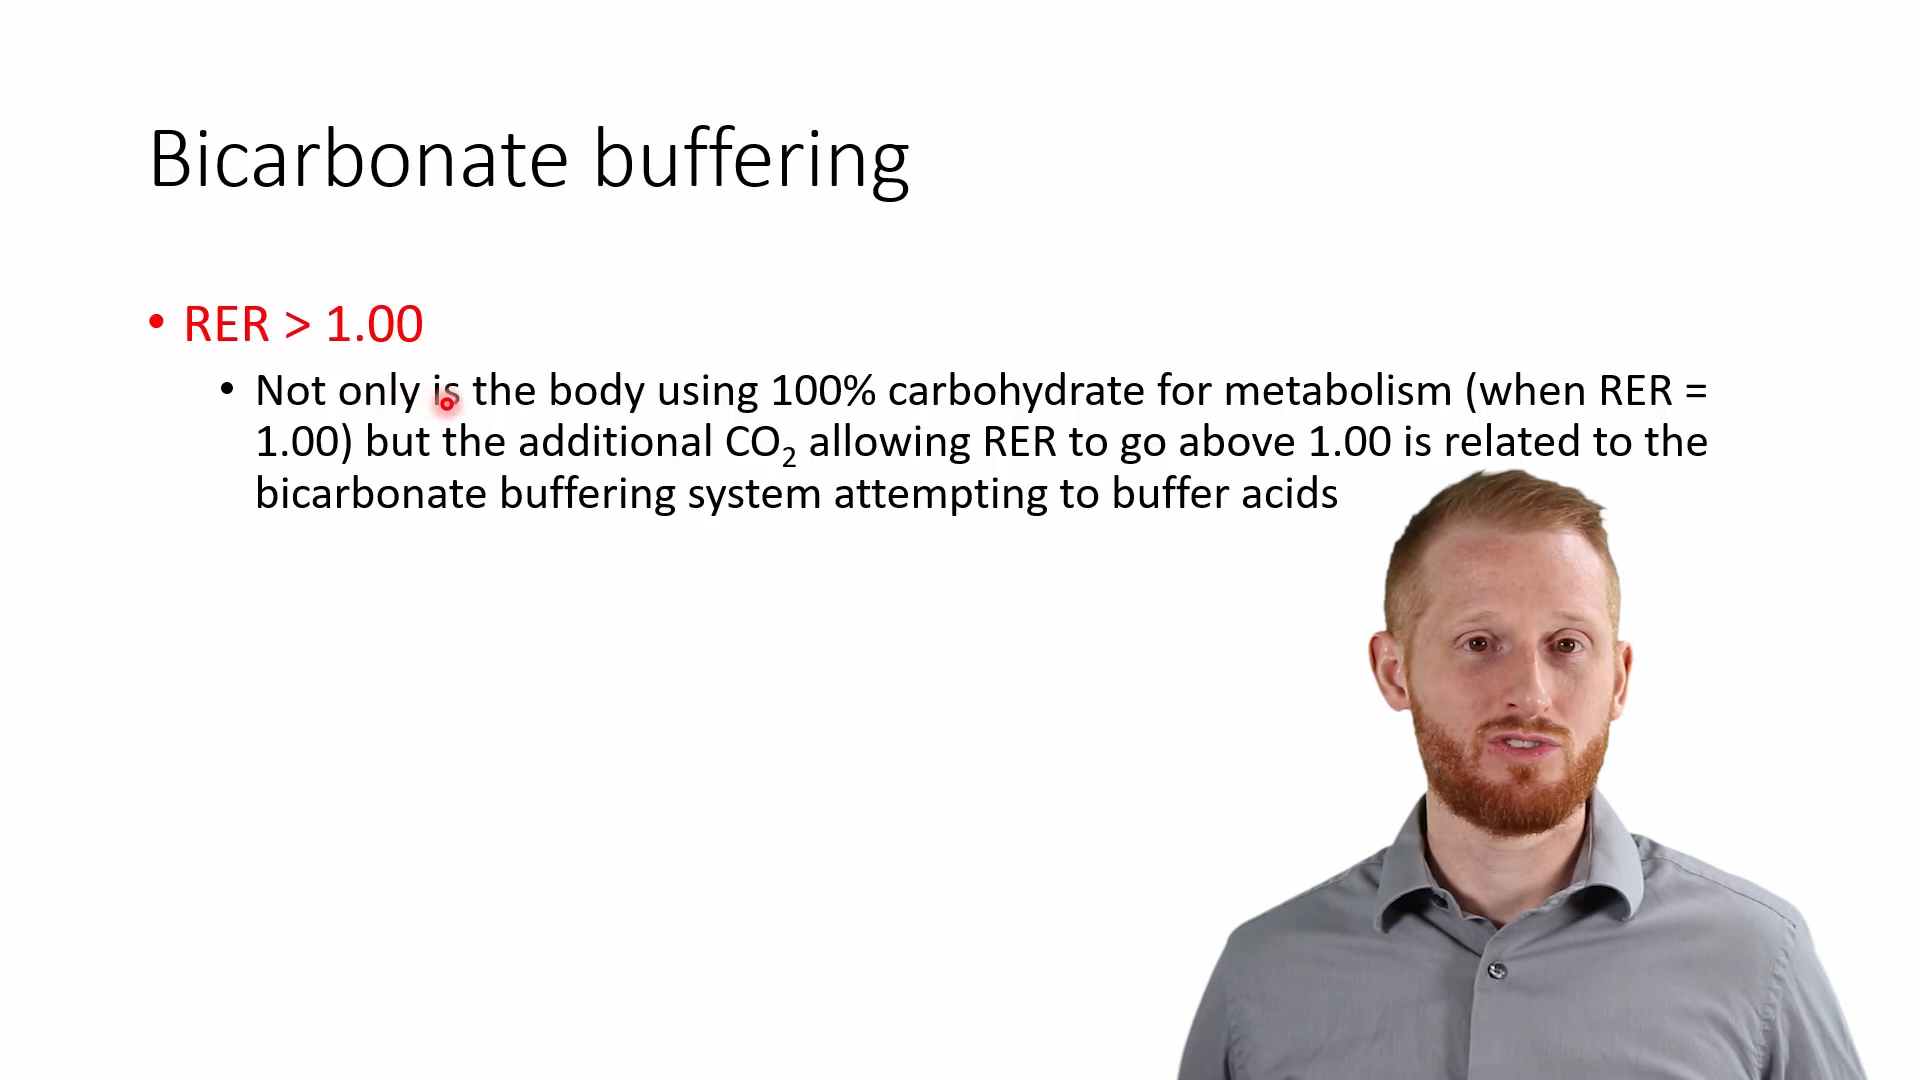 Bicarbonate buffering
• RER > 1.00
• Not only is the body using 100% carbohydrate for metabolism (when RER =
1.00) but the additional CO₂ allowing RER to go above 1.00 is related to the
bicarbonate buffering system attempting to buffer acids